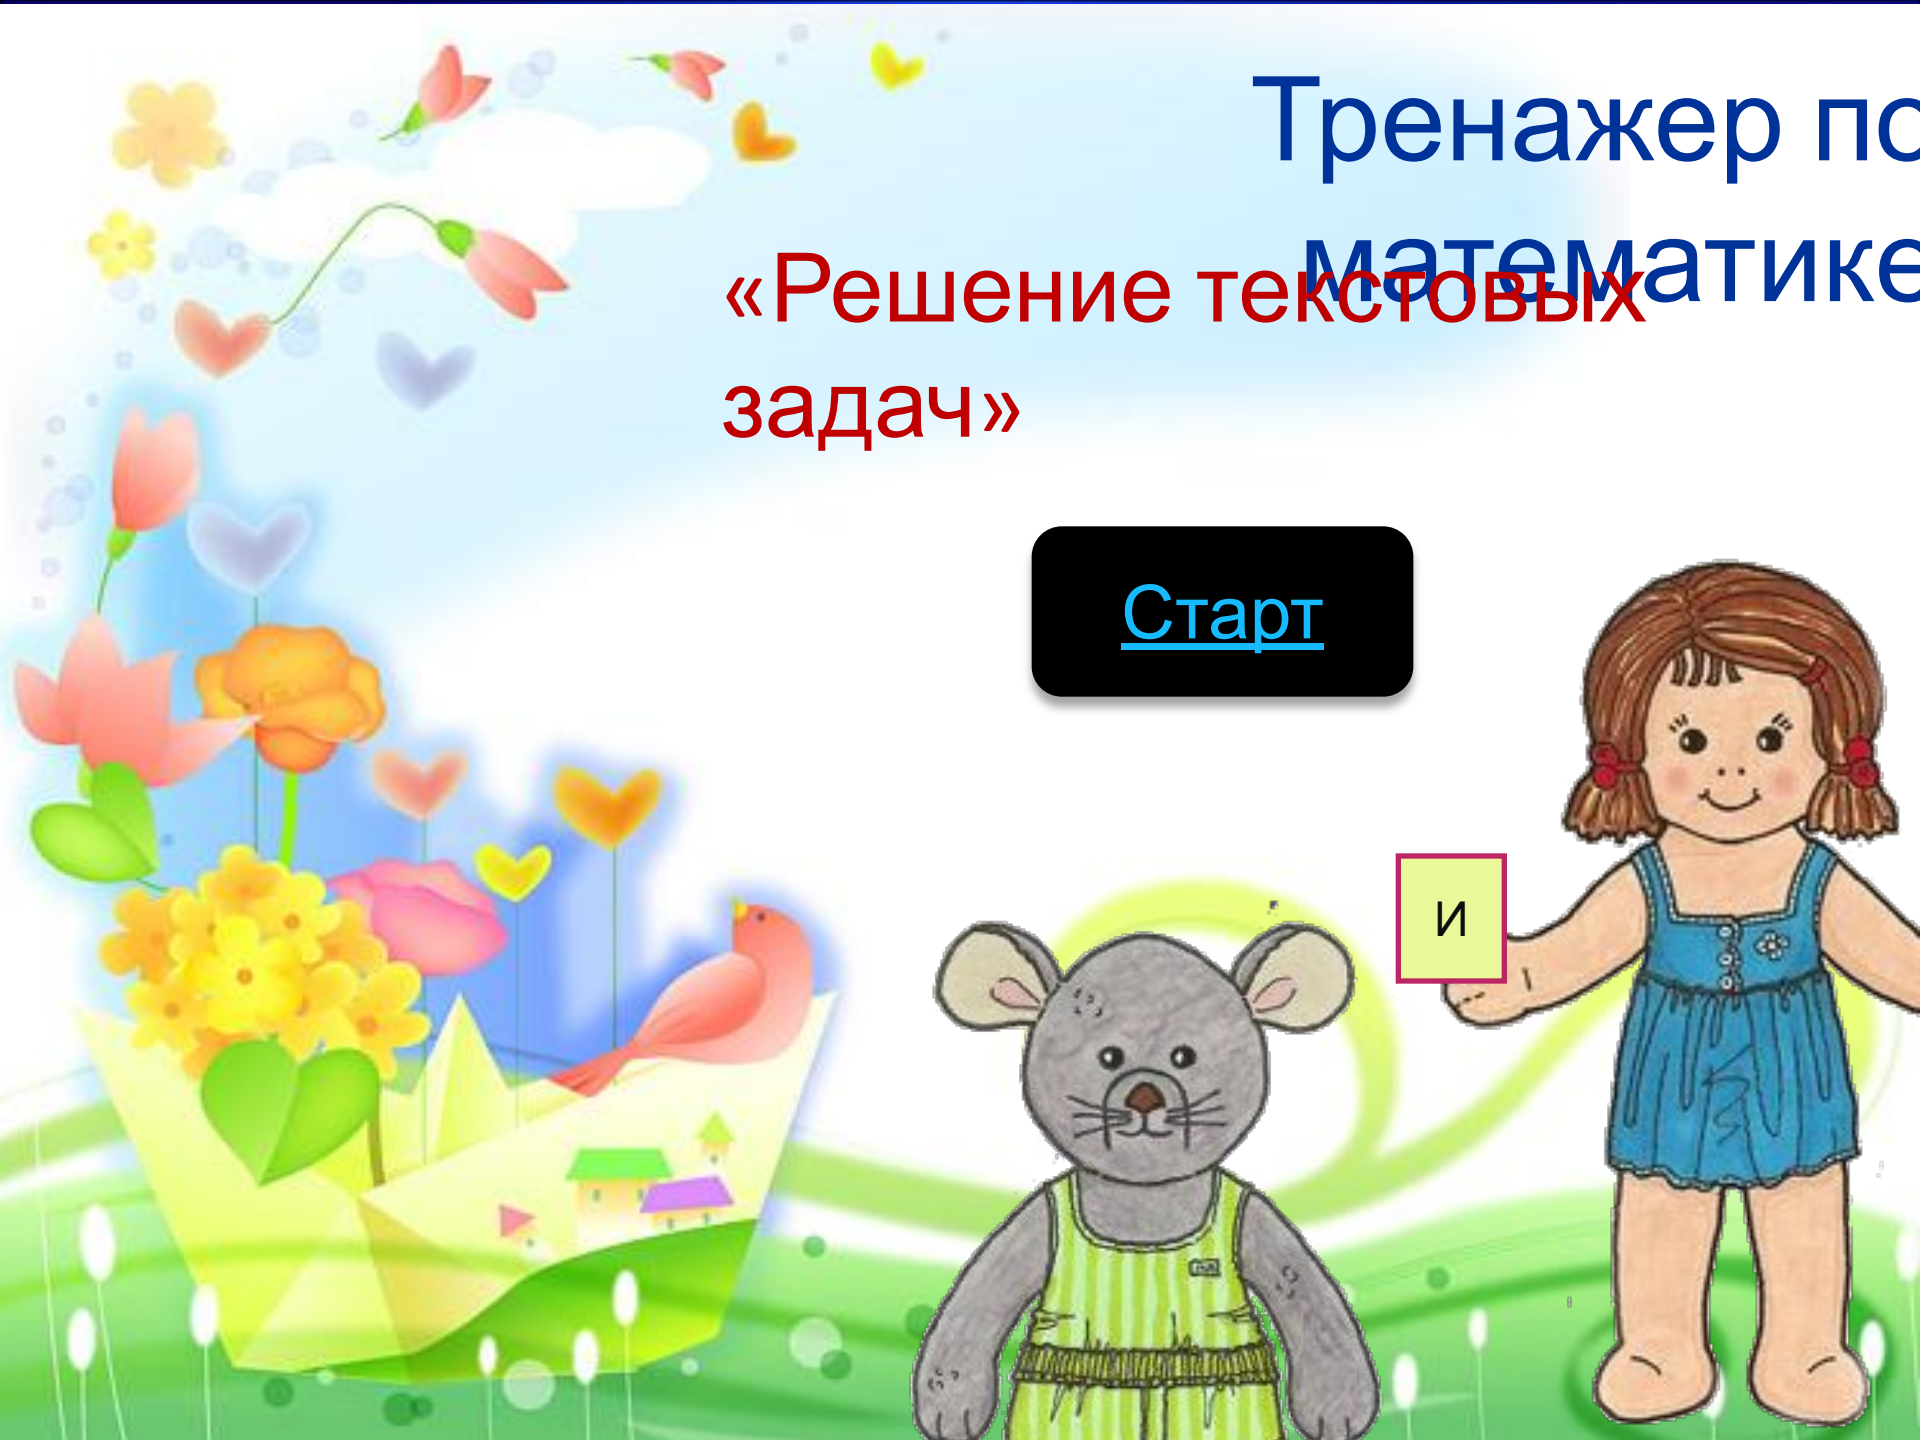 Тренажер по
математике
«Решение текстовых
задач»
Старт
и